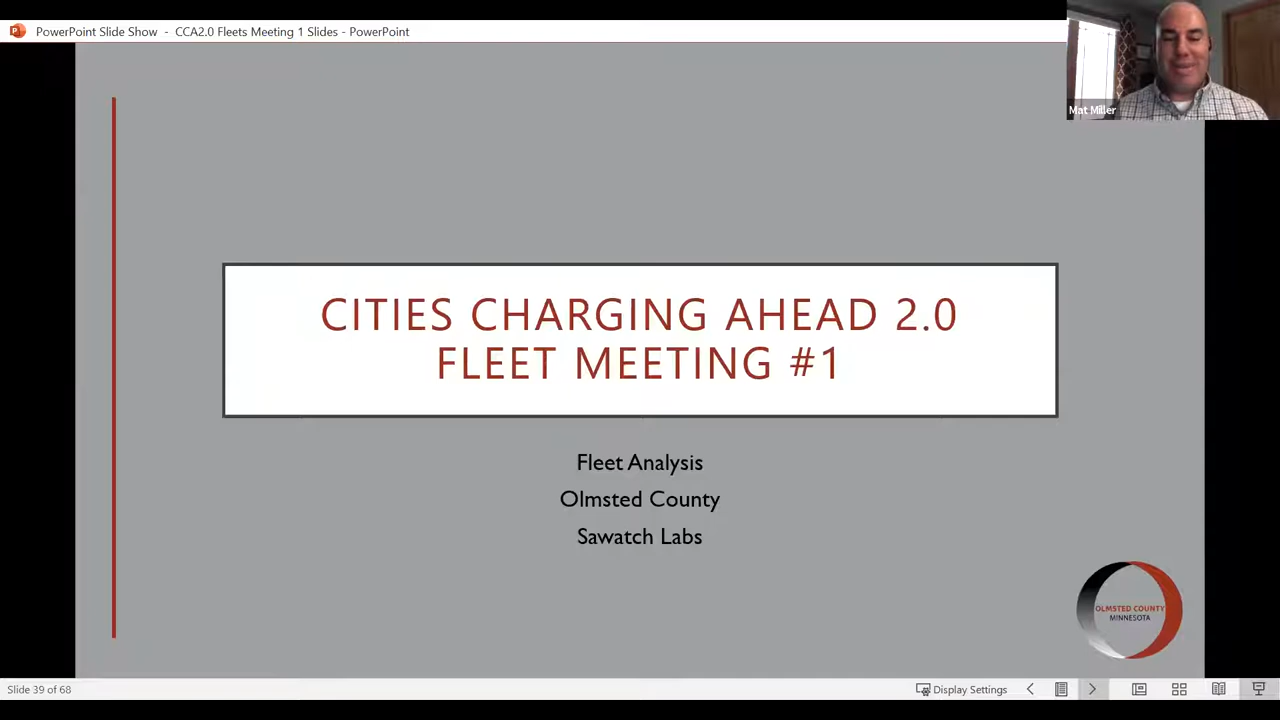 PowerPoint Slide Show - CCA2.0 Fleets Meeting 1 Slides - PowerPoint
Mat Miller
CITIES CHARGING AHEAD 2.0
FLEET MEETING #1
Fleet Analysis
Olmsted County
Sawatch Labs
OLMSTED COUNTY
MINNESOTA
Slide 39 of 68
Display Settings